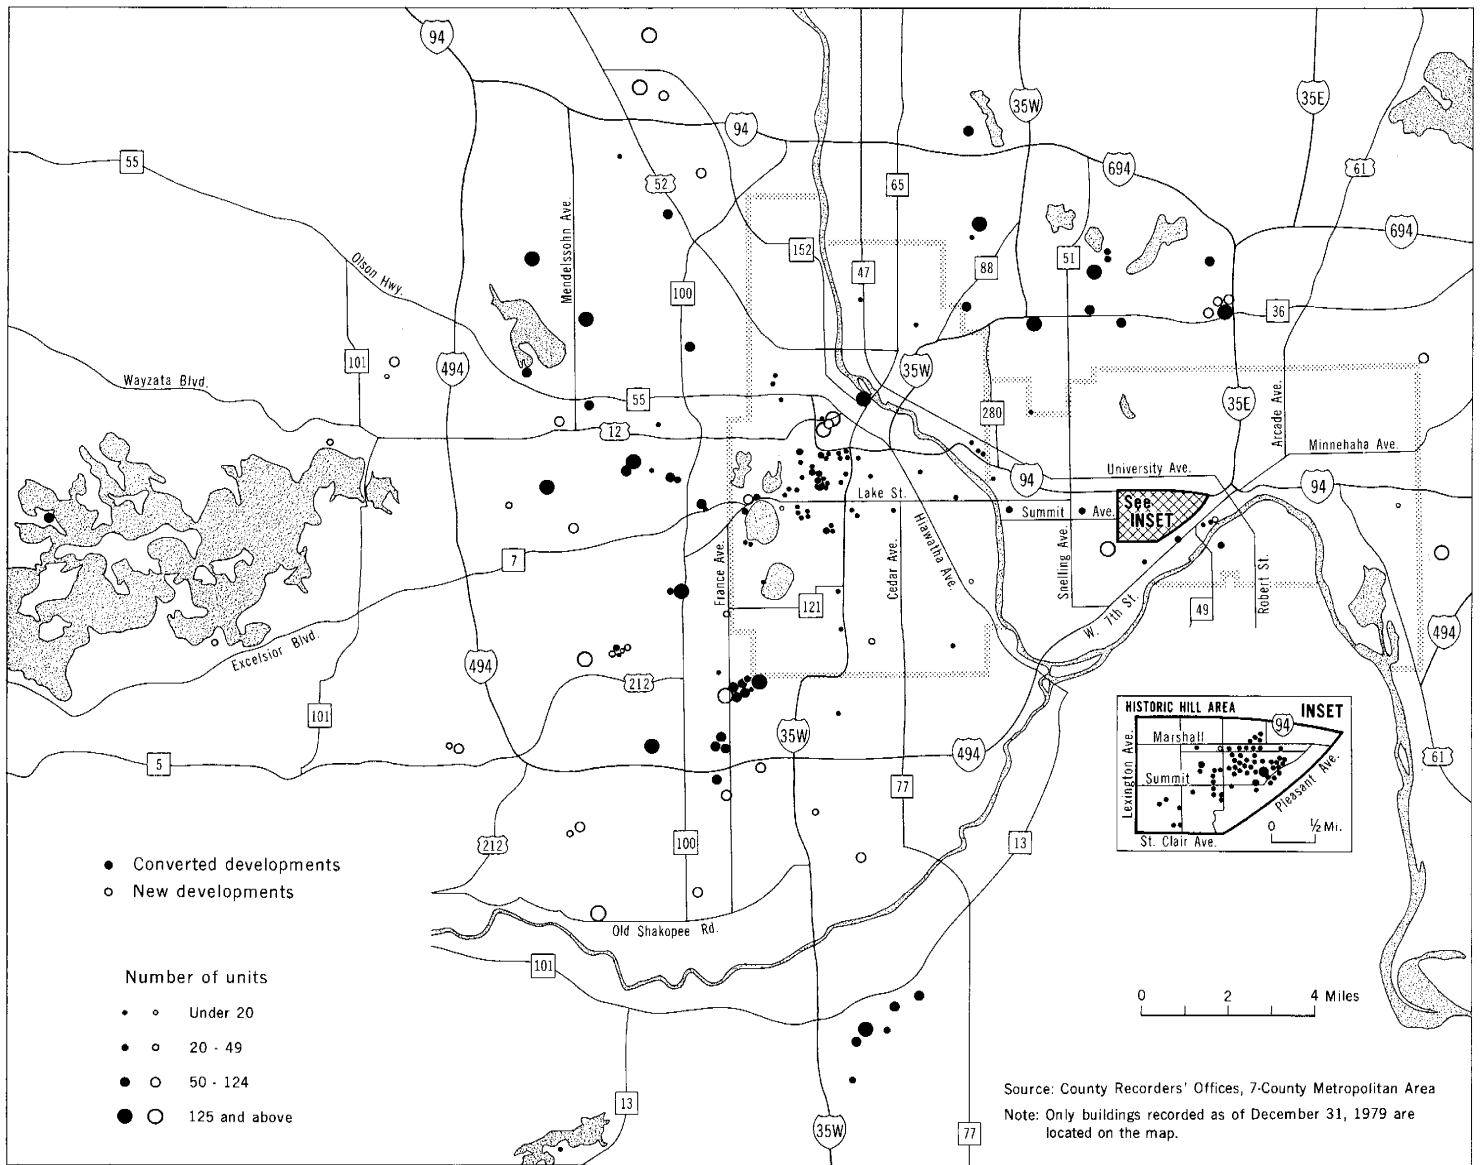 94
35W
35E
94
55
694
61
52
65
694
152
47
88
51
Olson Hwy.
Mendelssohn Ave.
100
36
101
494
35W
Wayzata Blvd.
55
280
35E
Arcade Ave.
12
Minnehaha Ave.
University Ave.
94
94
Lake St.
See
INSET
Summit Ave.
Hiawatha Ave.
Snelling Ave.
7
France Ave.
Cedar Ave.
121
Robert St.
49
W. 7th St.
494
Excelsior Blvd.
494
212
101
35W
494
5
61
77
212
100
13
HISTORIC HILL AREA
INSET
94
Marshall
Lexington Ave.
Summit
Pleasant Ave.
0 ½ Mi.
St. Clair Ave.
Converted developments
New developments
Old Shakopee Rd.
101
Number of units
Under 20
20 - 49
50 - 124
125 and above
0 2 4 Miles
13
35W
77
Source: County Recorders' Offices, 7-County Metropolitan Area
Note: Only buildings recorded as of December 31, 1979 are
located on the map.